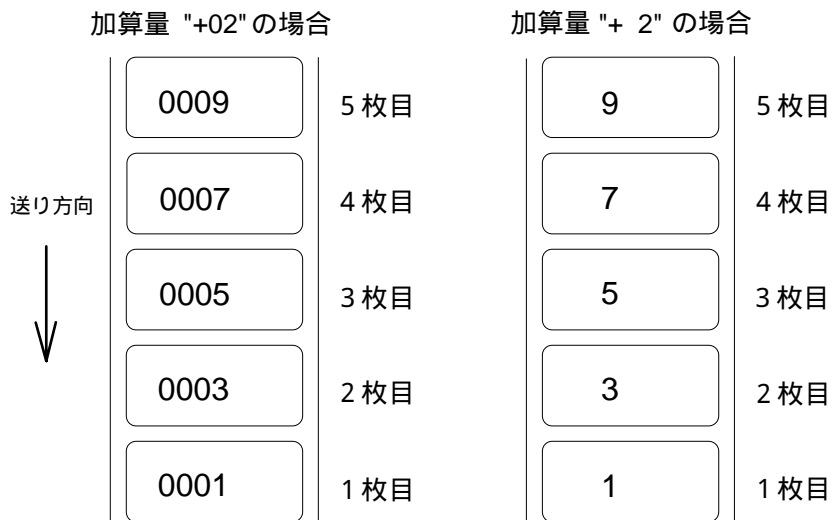 加算量 "+02" の場合
0009 5 枚目
0007 4 枚目
送り方向
0005 3 枚目
0003 2 枚目
0001 1 枚目
加算量 "+ 2" の場合
9 5 枚目
7 4 枚目
5 3 枚目
3 2 枚目
1 1 枚目